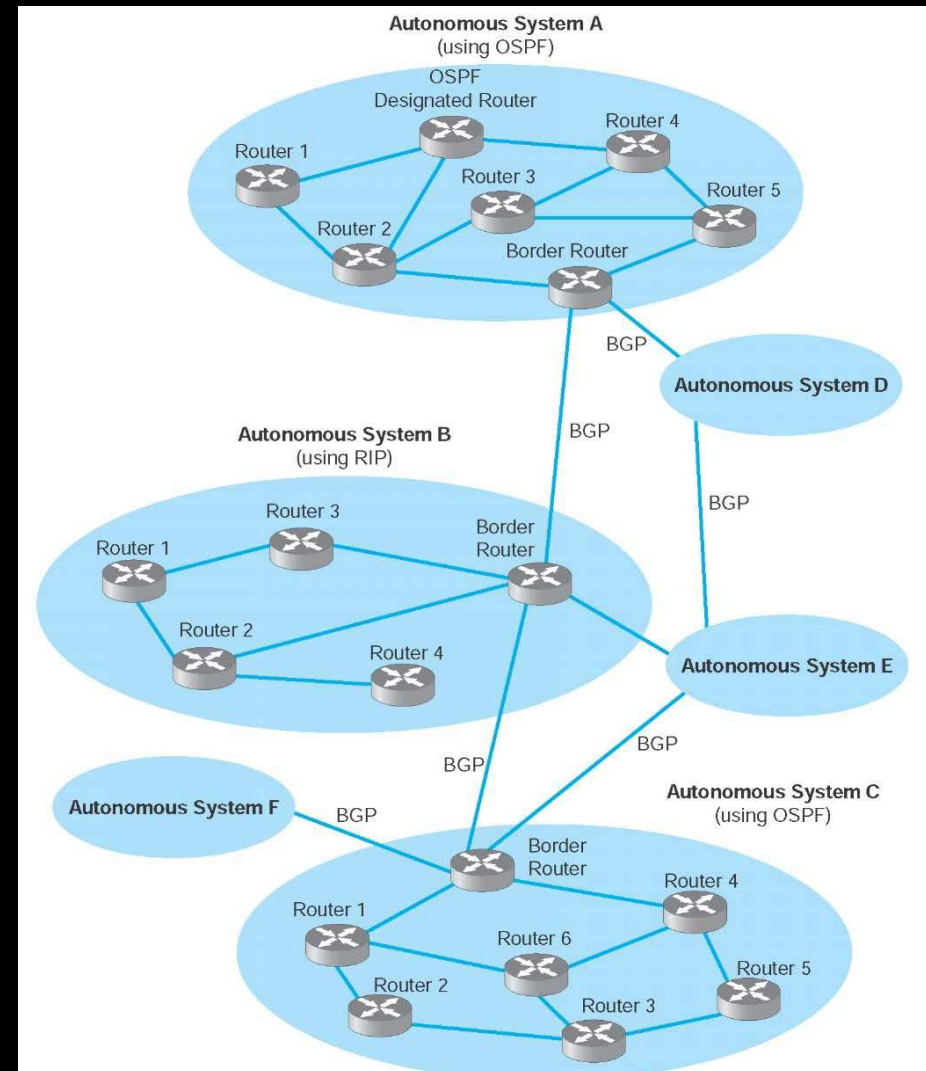 Autonomous System A
(using OSPF)
OSPF
Designated Router
Router 4
Router 1
Router 3
Router 5
Router 2
Border Router
BGP
Autonomous System D
BGP
Autonomous System B
(using RIP)
BGP
Router 3
Border
Router
Router 1
Router 2
Router 4
Autonomous System E
BGP
BGP
Autonomous System C
(using OSPF)
Autonomous System F
BGP
Border
Router
Router 4
Router 1
Router 6
Router 5
Router 2
Router 3